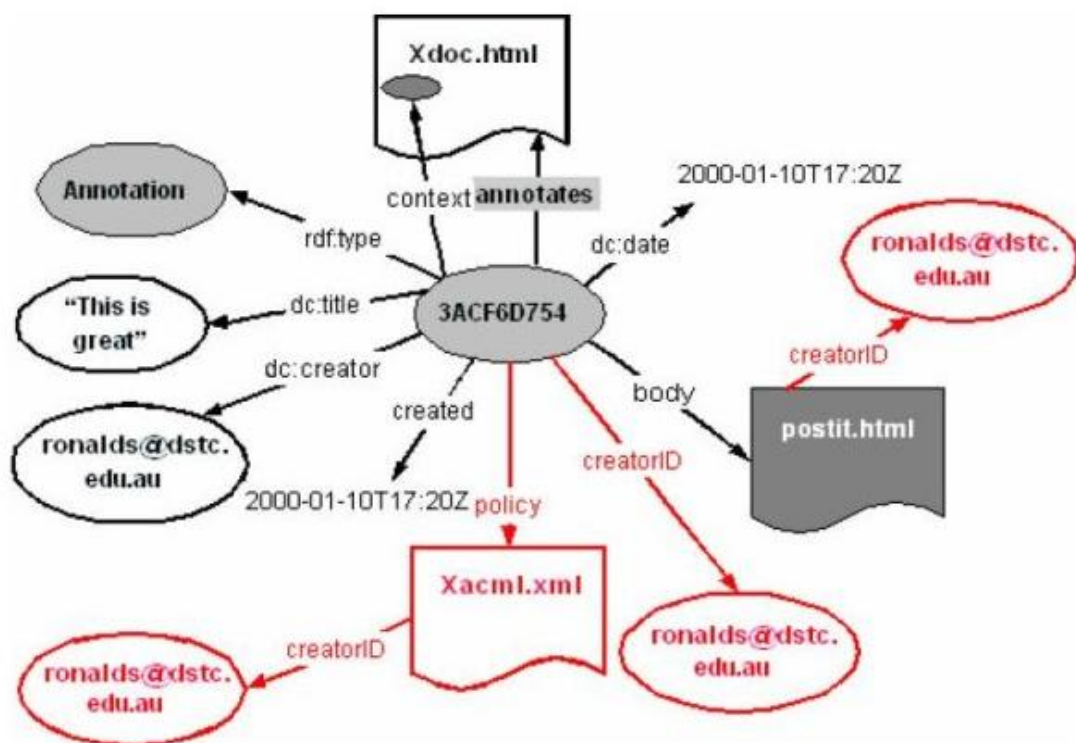 Xdoc.html
Annotation
context
annotates
2000-01-10T17:20Z
rdf:type
dc:date
ronalds@dstc.
edu.au
"This is
great"
dc:title
3ACF6D754
dc:creator
creatorID
created
body
postit.html
ronalds@dstc.
edu.au
creatorID
2000-01-10T17:20Z
policy
Xacml.xml
creatorID
ronalds@dstc.
edu.au
ronalds@dstc.
edu.au